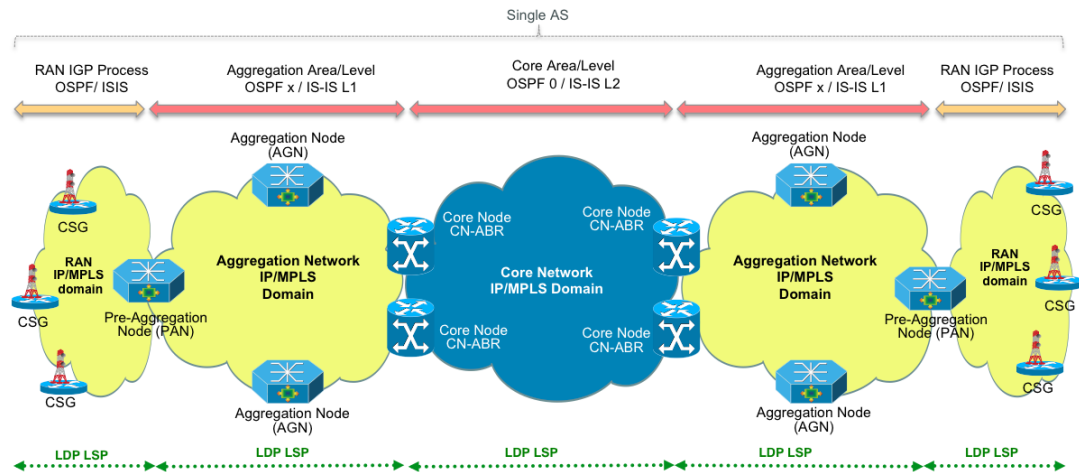 Single AS
RAN IGP Process
OSPF/ ISIS
Aggregation Area/Level
OSPF x / IS-IS L1
Core Area/Level
OSPF 0 / IS-IS L2
Aggregation Area/Level
OSPF x / IS-IS L1
RAN IGP Process
OSPF/ ISIS
Aggregation Node
(AGN)
Aggregation Node
(AGN)
CSG
CSG
Core Node
CN-ABR
Core Node
CN-ABR
RAN
IP/MPLS
domain
Aggregation Network
IP/MPLS
Domain
Core Network
IP/MPLS Domain
Aggregation Network
IP/MPLS
Domain
RAN
IP/MPLS
domain
CSG
CSG
Pre-Aggregation
Node (PAN)
Core Node
CN-ABR
Core Node
CN-ABR
Pre-Aggregation
Node (PAN)
CSG
CSG
Aggregation Node
(AGN)
Aggregation Node
(AGN)
LDP LSP
LDP LSP
LDP LSP
LDP LSP
LDP LSP